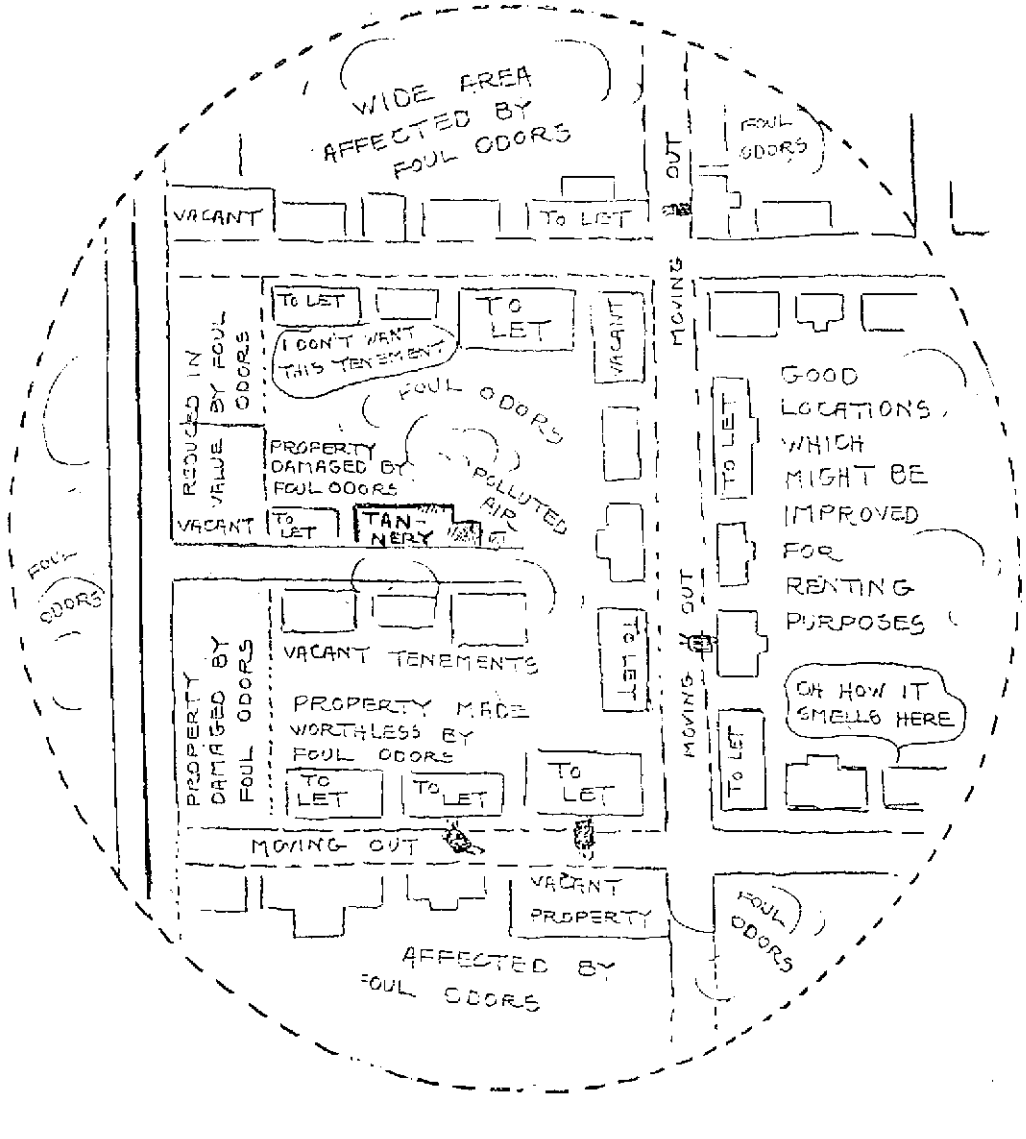 WIDE AREA
AFFECTED BY
FOUL ODORS
FOUL
ODORS
MOVING OUT
VACANT
TO LET
TO LET
TO
LET
VACANT
I DON'T WANT
THIS TENEMENT
REDUCED IN
VALUE BY FOUL
ODORS
FOUL ODORS
POLLUTED
AIR
PROPERTY
DAMAGED BY
FOUL ODORS
VACANT
TO
LET
TAN-
NERY
TO LET
GOOD
LOCATIONS
WHICH
MIGHT BE
IMPROVED
FOR
RENTING
PURPOSES
FOUL
ODORS
PROPERTY
DAMAGED BY
FOUL ODORS
VACANT TENEMENTS
TO LET
MOVING OUT
PROPERTY MADE
WORTHLESS BY
FOUL ODORS
OH HOW IT
SMELLS HERE
TO LET
TO
LET
TO
LET
TO
LET
MOVING OUT
VACANT
PROPERTY
FOUL
ODORS
AFFECTED BY
FOUL ODORS